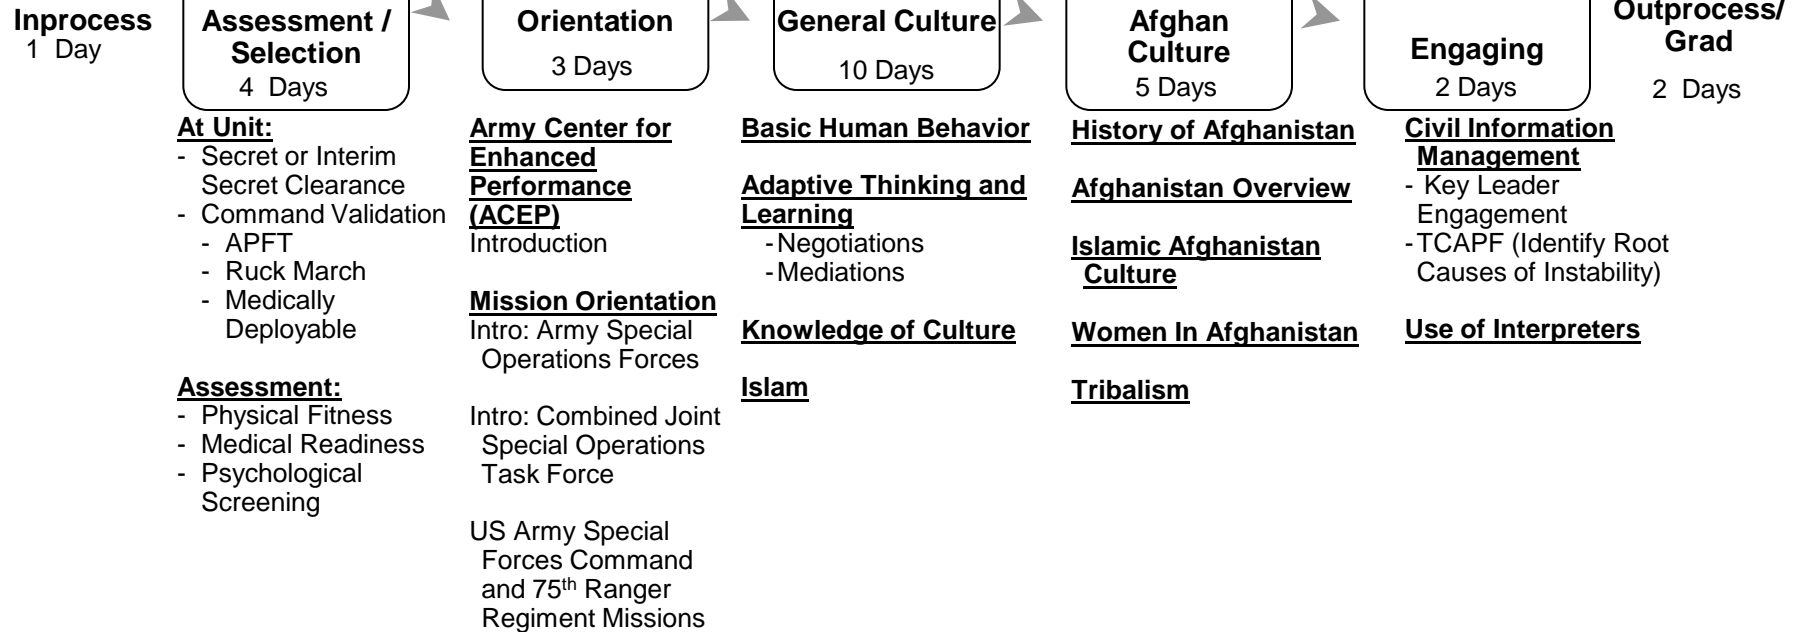 Inprocess
1 Day
Assessment /
Selection
4 Days
Orientation
3 Days
General Culture
10 Days
Afghan
Culture
5 Days
Engaging
2 Days
Outprocess/
Grad
2 Days
At Unit:
- Secret or Interim
Secret Clearance
- Command Validation
- APFT
- Ruck March
- Medically
Deployable
Assessment:
- Physical Fitness
- Medical Readiness
- Psychological
Screening
Army Center for
Enhanced
Performance
(ACEP)
Introduction
Mission Orientation
Intro: Army Special
Operations Forces
Intro: Combined Joint
Special Operations
Task Force
US Army Special
Forces Command
and 75th Ranger
Regiment Missions
Basic Human Behavior
Adaptive Thinking and
Learning
-Negotiations
-Mediations
Knowledge of Culture
Islam
History of Afghanistan
Afghanistan Overview
Islamic Afghanistan
Culture
Women In Afghanistan
Tribalism
Civil Information
Management
- Key Leader
Engagement
-TCAPF (Identify Root
Causes of Instability)
Use of Interpreters